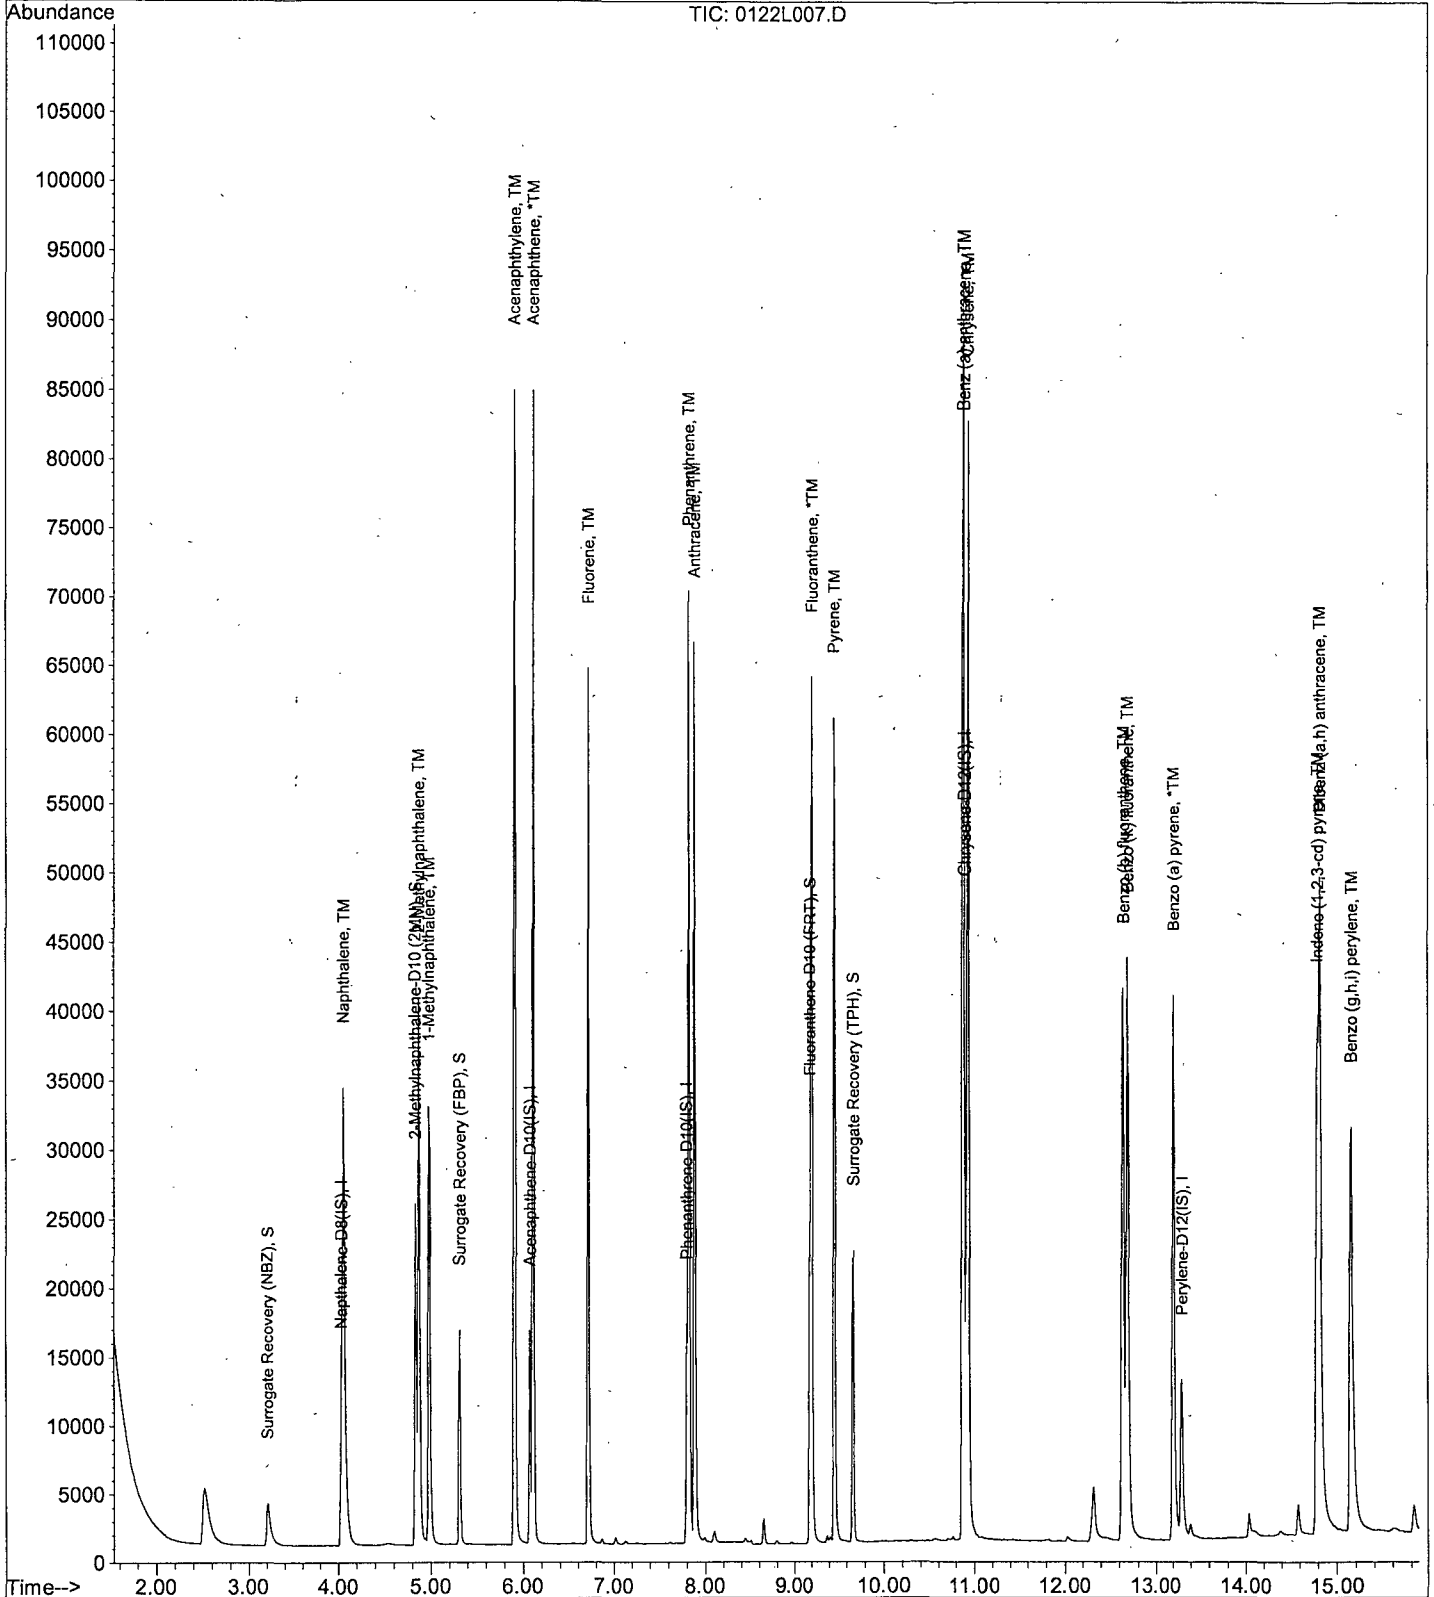 Abundance
TIC: 0122L007.D
110000
105000
100000
95000
90000
85000
80000
75000
70000
65000
60000
55000
50000
45000
40000
35000
30000
25000
20000
15000
10000
5000
0
Surrogate Recovery (NBZ), S
Napthalene-D8(IS), I
Naphthalene, TM
2-Methylnaphthalene-D10 (2MN), S
2-Methylnaphthalene, TM
1-Methylnaphthalene, TM
Surrogate Recovery (FBP), S
Acenaphthylene, TM
Acenaphthene-D10(IS), I
Acenaphthene, *TM
Fluorene, TM
Phenanthrene-D10(IS), I
Phenanthrene, TM
Anthracene, TM
Fluoranthene-D10 (FRT), S
Fluoranthene, *TM
Pyrene, TM
Surrogate Recovery (TPH), S
Benz (a) anthracene, TM
Chrysene-D12(IS), I
Chrysene, TM
Benzo (b) fluoranthene, TM
Benzo (k) fluoranthene, TM
Benzo (a) pyrene, *TM
Perylene-D12(IS), I
Indeno (1,2,3-cd) pyrene, TM
Dibenz (a,h) anthracene, TM
Benzo (g,h,i) perylene, TM
Time-->
2.00 3.00 4.00 5.00 6.00 7.00 8.00 9.00 10.00 11.00 12.00 13.00 14.00 15.00